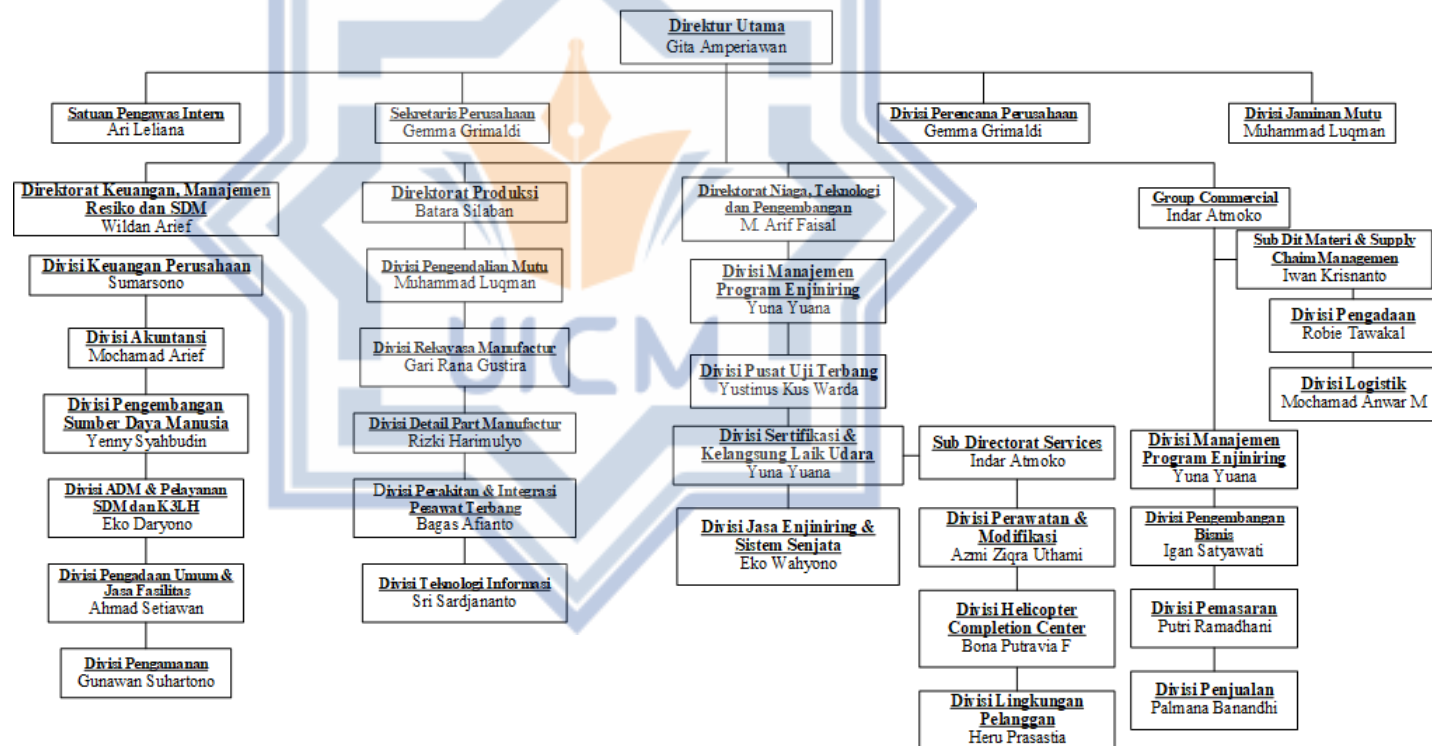 Direktur Utama
Gita Amperiawan
Satuan Pengawas Intern
Ari Leliana
Sekretaris Perusahaan
Gemma Grimaldi
Divisi Perencana Perusahaan
Gemma Grimaldi
Divisi Jaminan Mutu
Muhammad Luqman
Direktorat Keuangan, Manajemen
Resiko dan SDM
Wildan Arief
Divisi Keuangan Perusahaan
Sumarsono
Divisi Akuntansi
Mochamad Arief
Divisi Pengembangan
Sumber Daya Manusia
Yenny Syahbudin
Divisi ADM & Pelayanan
SDM dan K3LH
Eko Daryono
Divisi Pengadaan Umum &
Jasa Fasilitas
Ahmad Setiawan
Divisi Pengamanan
Gunawan Suhartono
Direktorat Produksi
Batara Silaban
Divisi Pengendalian Mutu
Muhammad Luqman
Divisi Rekayasa Manufactur
Gari Rana Gustira
Divisi Detail Part Manufactur
Rizki Harimulyo
Divisi Perakitan & Integrasi
Pesawat Terbang
Bagas Afianto
Divisi Teknologi Informasi
Sri Sardjananto
Direktorat Niaga, Teknologi
dan Pengembangan
M. Arif Faisal
Divisi Manajemen
Program Enjiniring
Yuna Yuana
Divisi Pusat Uji Terbang
Yustinus Kus Warda
Divisi Sertifikasi &
Kelangsung Laik Udara
Yuna Yuana
Divisi Jasa Enjiniring &
Sistem Senjata
Eko Wahyono
Sub Directorat Services
Indar Atmoko
Divisi Perawatan &
Modifikasi
Azmi Ziqra Uthami
Divisi Helicopter
Completion Center
Bona Putravia F
Divisi Lingkungan
Pelanggan
Heru Prasastia
Group Commercial
Indar Atmoko
Sub Dit Materi & Supply
Chaim Managemen
Iwan Krisnanto
Divisi Pengadaan
Robie Tawakal
Divisi Logistik
Mochamad Anwar M
Divisi Manajemen
Program Enjiniring
Yuna Yuana
Divisi Pengembangan
Bisnis
Igan Satyawati
Divisi Pemasaran
Putri Ramadhani
Divisi Penjualan
Palmana Banandhi
UICM